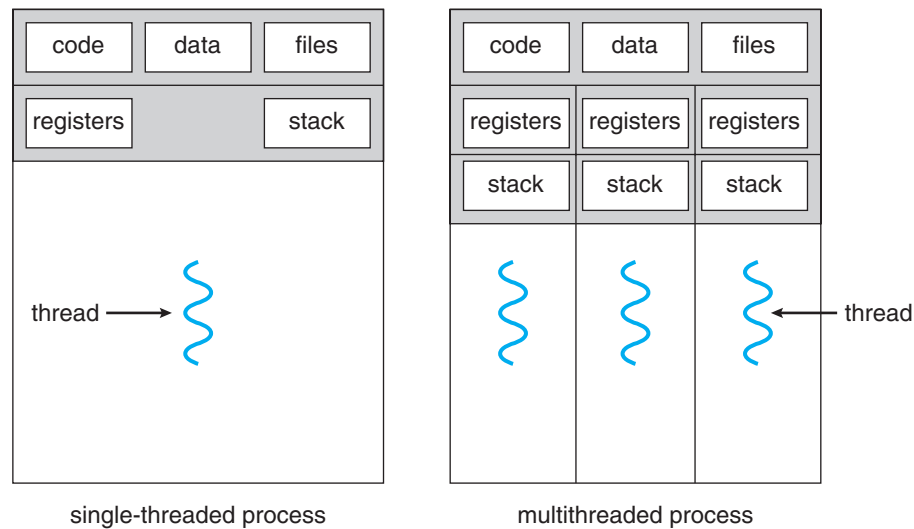 code data files
registers stack
thread
single-threaded process
code data files
registers registers registers
stack stack stack
thread
multithreaded process